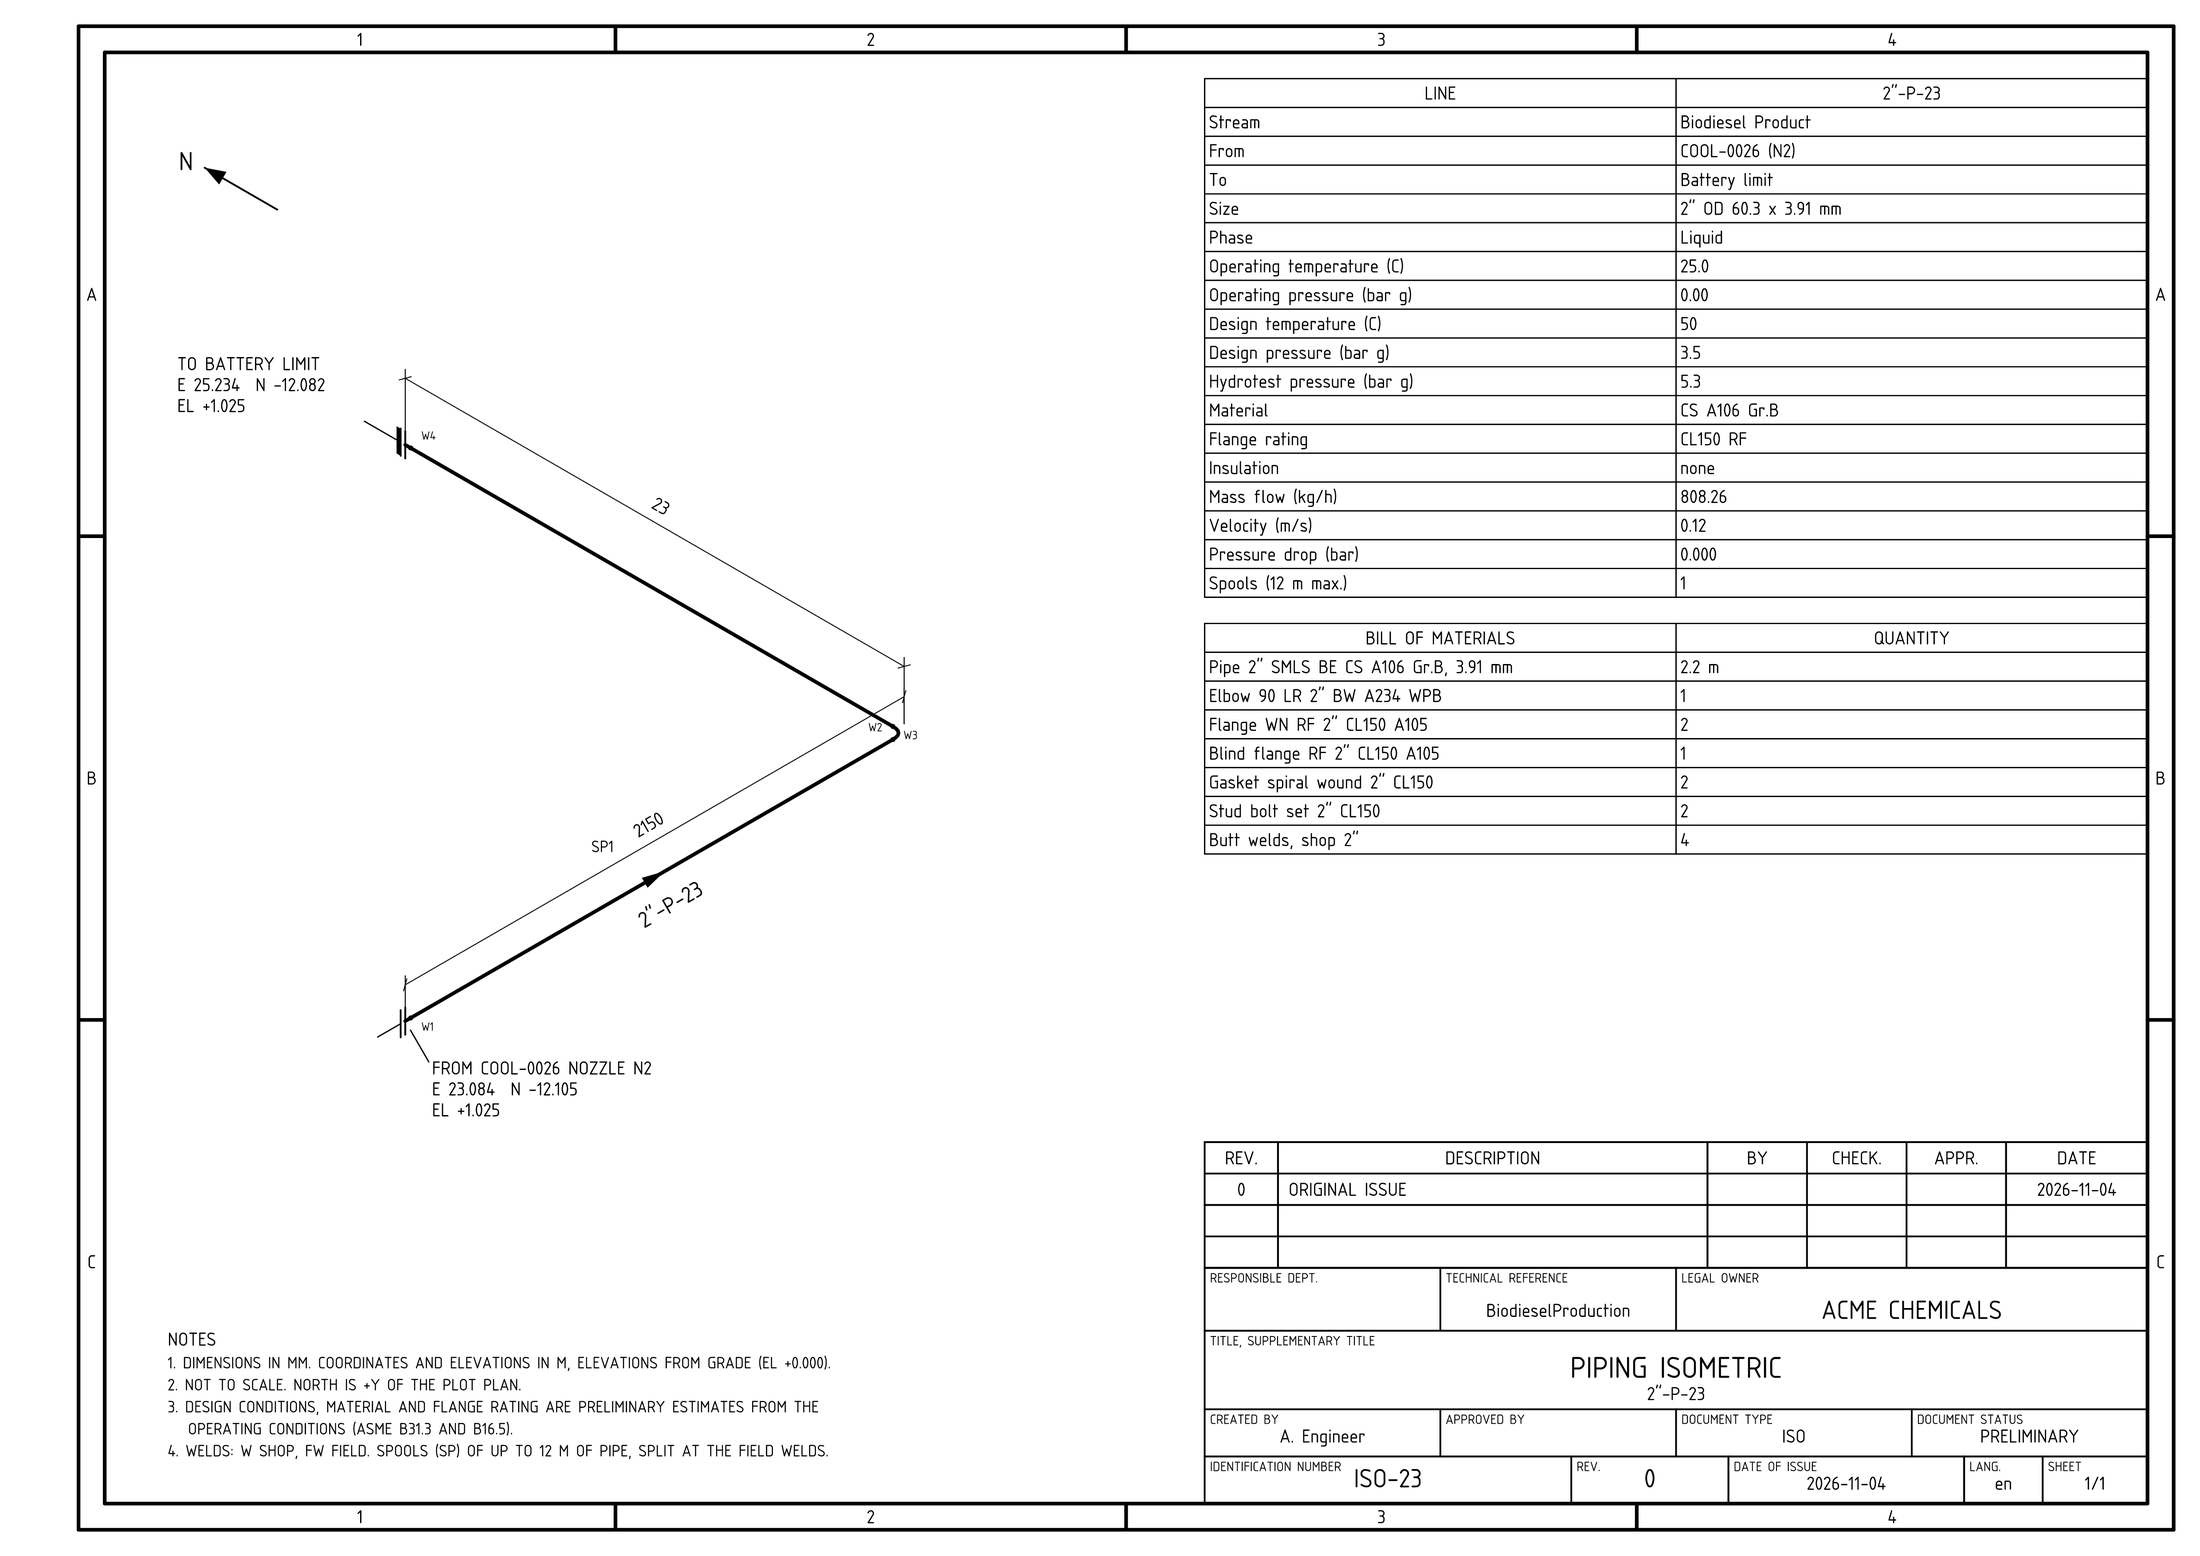 1 2 3 4
N
TO BATTERY LIMIT
E 25.234 N -12.082
EL +1.025
W4
23
W2
W3
2150
SP1
2"-P-23
W1
FROM COOL-0026 NOZZLE N2
E 23.084 N -12.105
EL +1.025
A
B
C
NOTES
1. DIMENSIONS IN MM. COORDINATES AND ELEVATIONS IN M, ELEVATIONS FROM GRADE (EL +0.000).
2. NOT TO SCALE. NORTH IS +Y OF THE PLOT PLAN.
3. DESIGN CONDITIONS, MATERIAL AND FLANGE RATING ARE PRELIMINARY ESTIMATES FROM THE
OPERATING CONDITIONS (ASME B31.3 AND B16.5).
4. WELDS: W SHOP, FW FIELD. SPOOLS (SP) OF UP TO 12 M OF PIPE, SPLIT AT THE FIELD WELDS.
LINE 2"-P-23
Stream Biodiesel Product
From COOL-0026 (N2)
To Battery limit
Size 2" OD 60.3 x 3.91 mm
Phase Liquid
Operating temperature (C) 25.0
Operating pressure (bar g) 0.00
Design temperature (C) 50
Design pressure (bar g) 3.5
Hydrotest pressure (bar g) 5.3
Material CS A106 Gr.B
Flange rating CL150 RF
Insulation none
Mass flow (kg/h) 808.26
Velocity (m/s) 0.12
Pressure drop (bar) 0.000
Spools (12 m max.) 1
BILL OF MATERIALS QUANTITY
Pipe 2" SMLS BE CS A106 Gr.B, 3.91 mm 2.2 m
Elbow 90 LR 2" BW A234 WPB 1
Flange WN RF 2" CL150 A105 2
Blind flange RF 2" CL150 A105 1
Gasket spiral wound 2" CL150 2
Stud bolt set 2" CL150 2
Butt welds, shop 2" 4
A
B
C
REV. DESCRIPTION BY CHECK. APPR. DATE
0 ORIGINAL ISSUE 2026-11-04
RESPONSIBLE DEPT. TECHNICAL REFERENCE LEGAL OWNER
BiodieselProduction ACME CHEMICALS
TITLE, SUPPLEMENTARY TITLE
PIPING ISOMETRIC
2"-P-23
CREATED BY APPROVED BY DOCUMENT TYPE DOCUMENT STATUS
A. Engineer ISO PRELIMINARY
IDENTIFICATION NUMBER REV. DATE OF ISSUE LANG. SHEET
ISO-23 0 2026-11-04 en 1/1
1 2 3 4